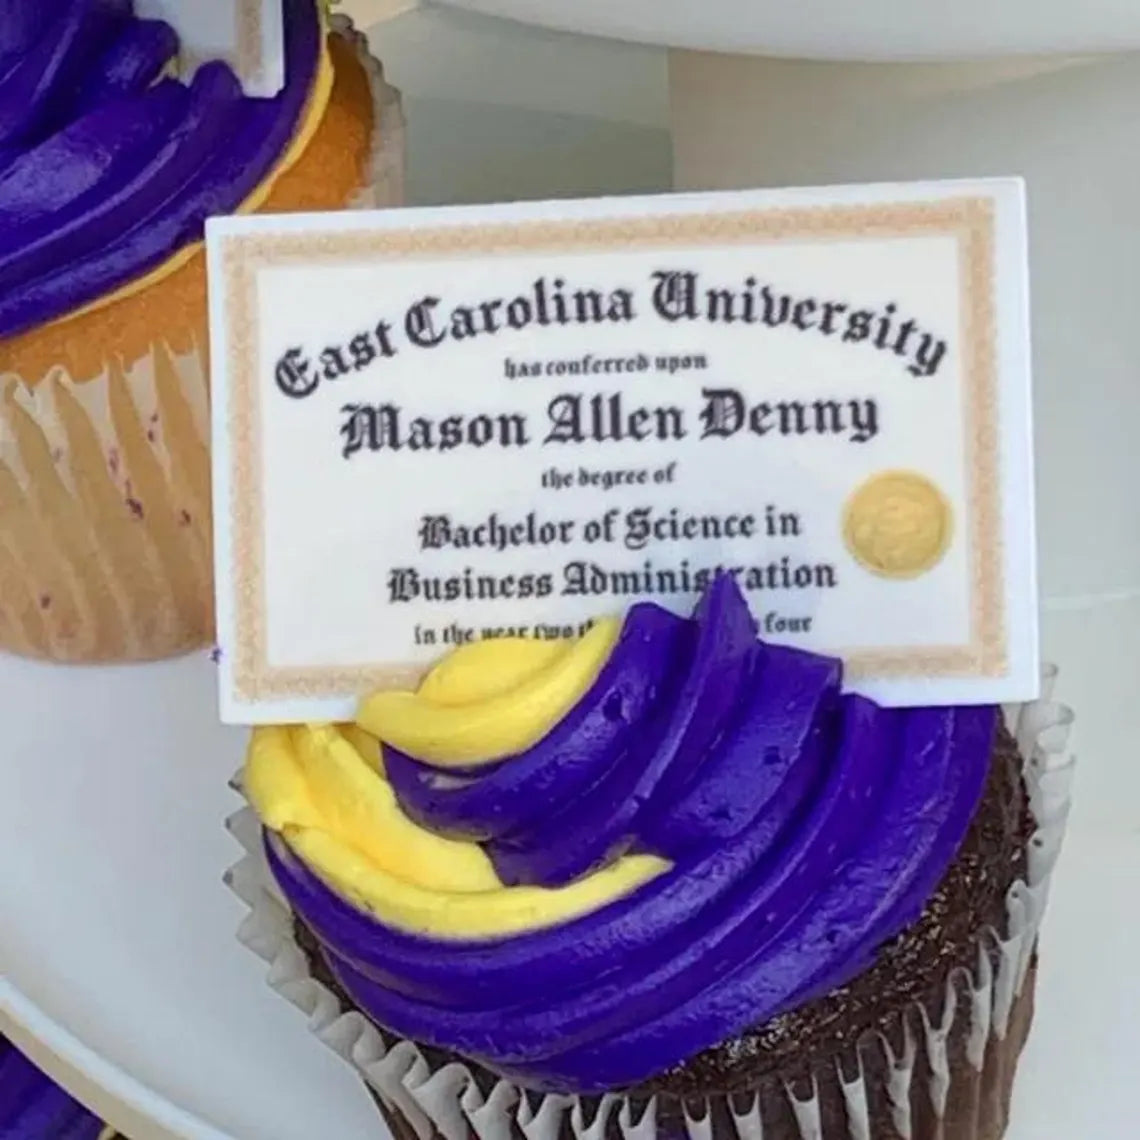 East Carolina University
has conferred upon
Mason Allen Denny
the degree of
Bachelor of Science in
Business Administration
in the year two four